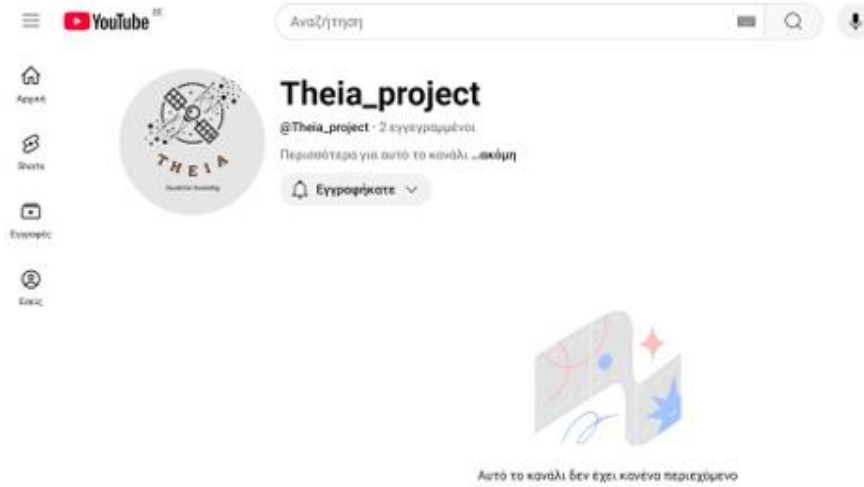 YouTube
Αναζήτηση
Αρχική
Shorts
Εγγραφές
Εσείς
THEIA
Theia_project
@Theia_project · 2 εγγεγραμμένοι
Περισσότερα για αυτό το κανάλι ...ακόμη
Εγγραφήκατε
Αυτό το κανάλι δεν έχει κανένα περιεχόμενο